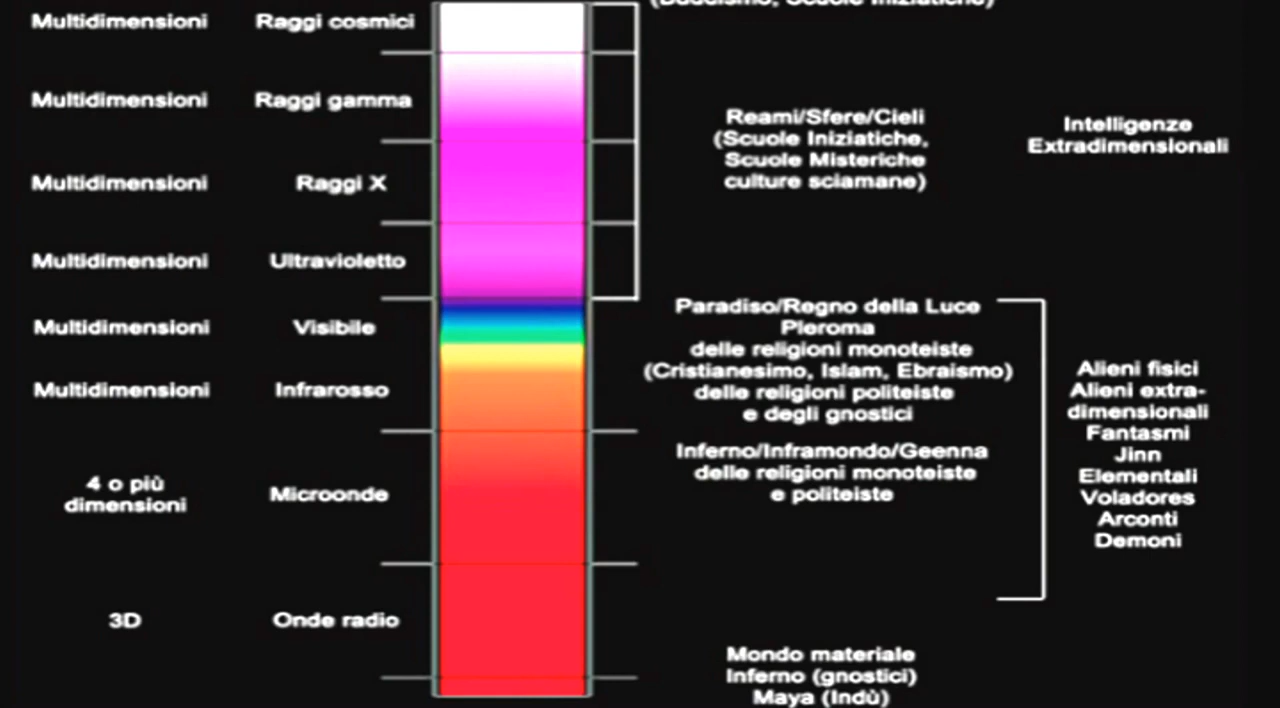 (Buddismo, Scuole Iniziatiche)
Multidimensioni
Raggi cosmici
Multidimensioni
Raggi gamma
Reami/Sfere/Cieli
(Scuole Iniziatiche,
Scuole Misteriche
culture sciamane)
Intelligenze
Extradimensionali
Multidimensioni
Raggi X
Multidimensioni
Ultravioletto
Multidimensioni
Visibile
Multidimensioni
Infrarosso
Paradiso/Regno della Luce
Pleroma
delle religioni monoteiste
(Cristianesimo, Islam, Ebraismo)
delle religioni politeiste
e degli gnostici
Alieni fisici
Alieni extra-
dimensionali
Fantasmi
Jinn
Elementali
Voladores
Arconti
Demoni
4 o più
dimensioni
Microonde
Inferno/Inframondo/Geenna
delle religioni monoteiste
e politeiste
3D
Onde radio
Mondo materiale
Inferno (gnostici)
Maya (Indù)